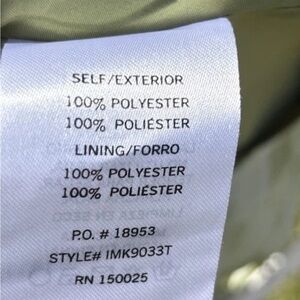 SELF/EXTERIOR
100% POLYESTER
100% POLIÉSTER
LINING/FORRO
100% POLYESTER
100% POLIÉSTER
P.O. # 18953
STYLE# IMK9033T
RN 150025